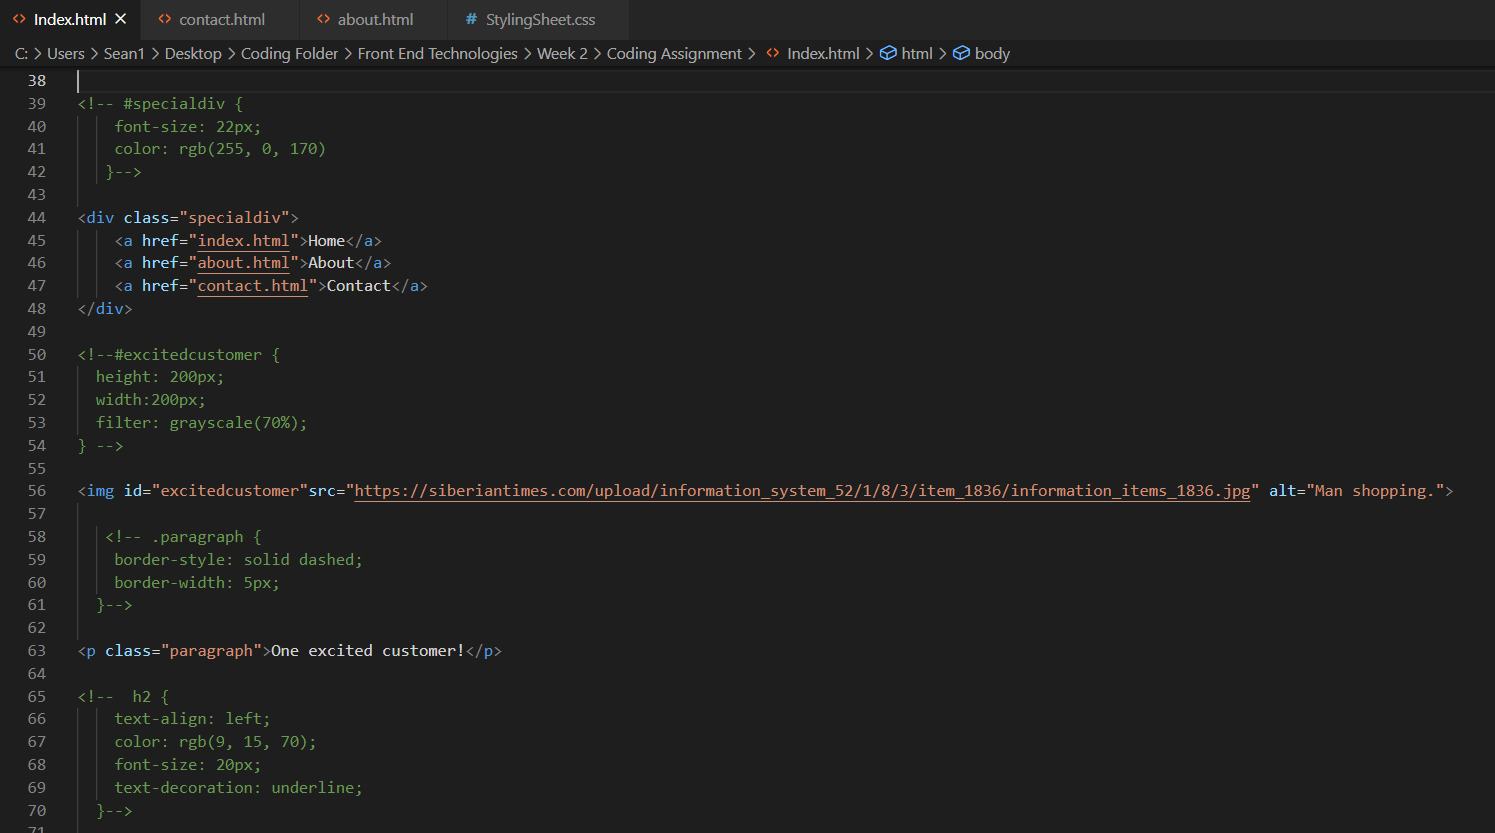 Index.html × contact.html about.html # StylingSheet.css
C: > Users > Sean1 > Desktop > Coding Folder > Front End Technologies > Week 2 > Coding Assignment > Index.html > html > body
38
39 <!-- #specialdiv {
40 font-size: 22px;
41 color: rgb(255, 0, 170)
42 }-->
43
44 <div class="specialdiv">
45 <a href="index.html">Home</a>
46 <a href="about.html">About</a>
47 <a href="contact.html">Contact</a>
48 </div>
49
50 <!--#excitedcustomer {
51 height: 200px;
52 width:200px;
53 filter: grayscale(70%);
54 } -->
55
56 <img id="excitedcustomer"src="https://siberiantimes.com/upload/information_system_52/1/8/3/item_1836/information_items_1836.jpg" alt="Man shopping.">
57
58 <!-- .paragraph {
59 border-style: solid dashed;
60 border-width: 5px;
61 }-->
62
63 <p class="paragraph">One excited customer!</p>
64
65 <!--  h2 {
66 text-align: left;
67 color: rgb(9, 15, 70);
68 font-size: 20px;
69 text-decoration: underline;
70 }-->
71